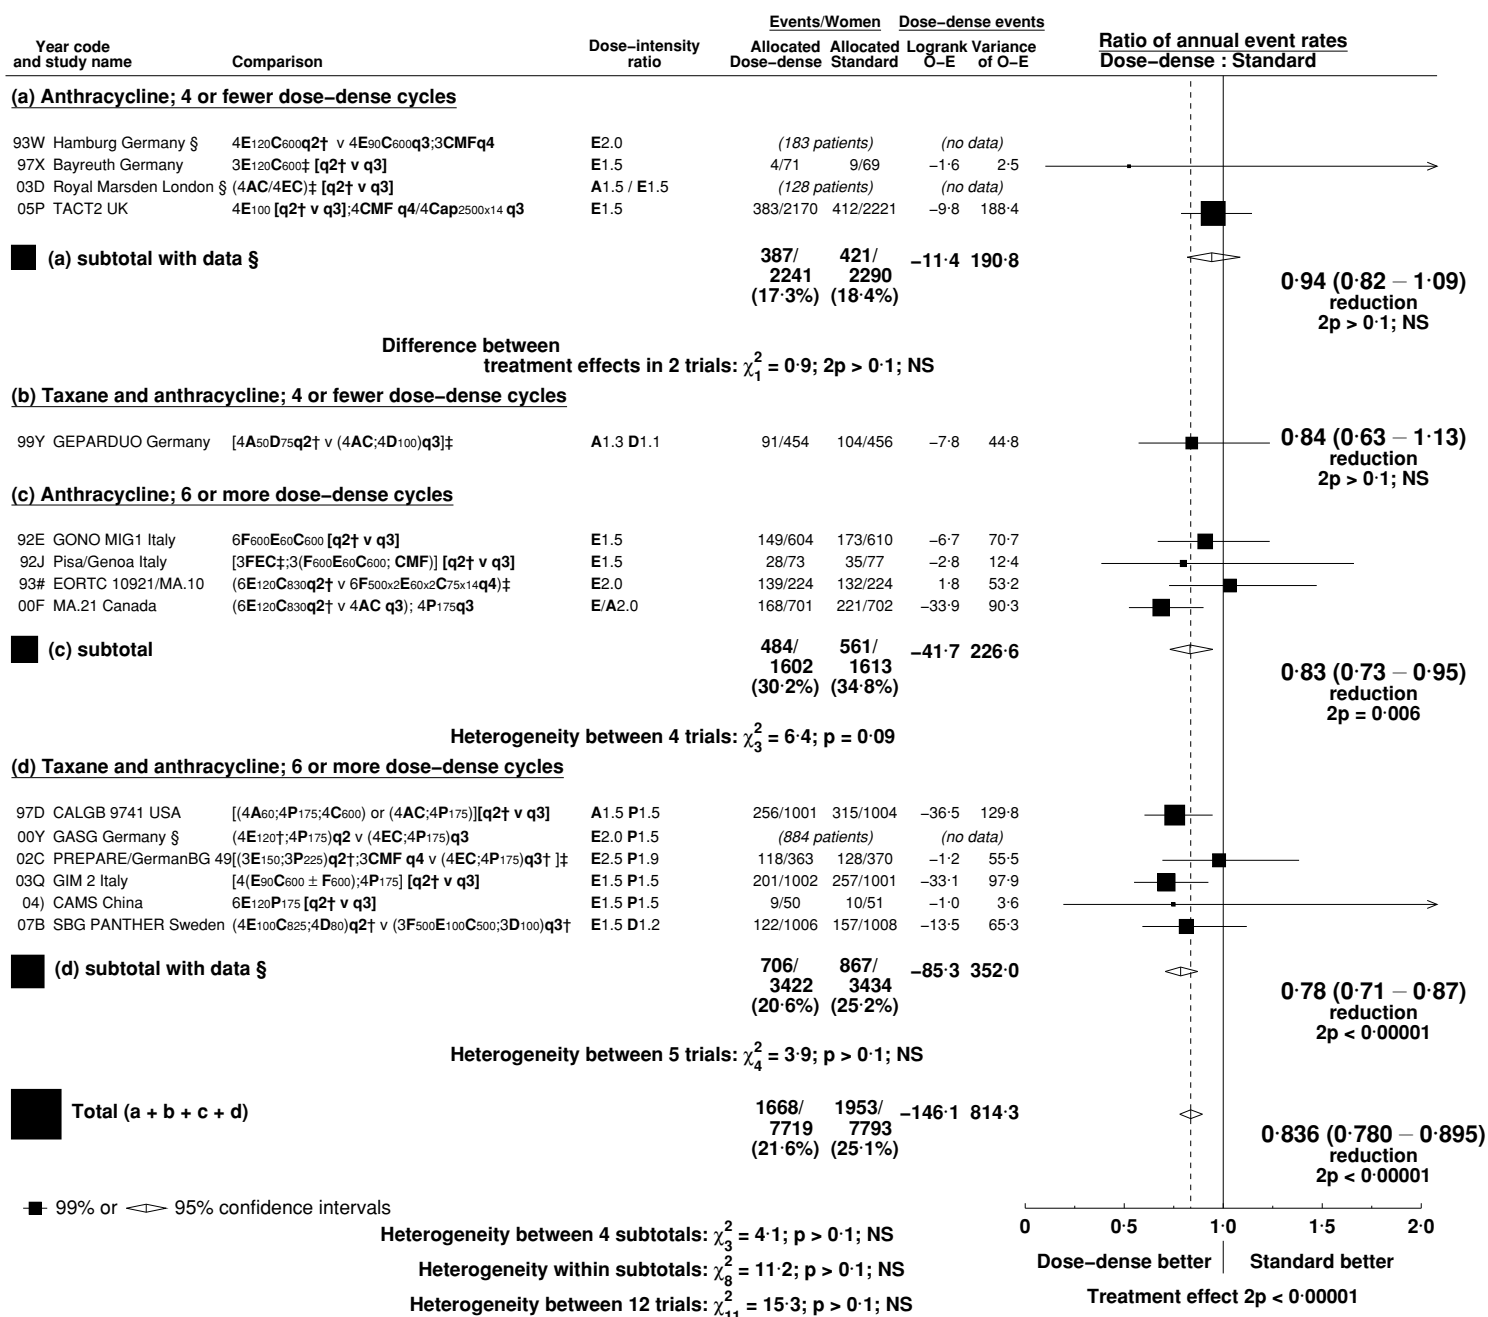 Events/Women Dose−dense events
Year code Dose−intensity Allocated Allocated Logrank Variance Ratio of annual event rates
and study name Comparison ratio Dose−dense Standard O−E of O−E Dose−dense : Standard
(a) Anthracycline; 4 or fewer dose−dense cycles
93W Hamburg Germany § 4E120C600q2† v 4E90C600q3;3CMFq4 E2.0 (183 patients) (no data)
97X Bayreuth Germany 3E120C600‡ [q2† v q3] E1.5 4/71 9/69 −1·6 2·5
03D Royal Marsden London § (4AC/4EC)‡ [q2† v q3] A1.5 / E1.5 (128 patients) (no data)
05P TACT2 UK 4E100 [q2† v q3];4CMF q4/4Cap2500x14 q3 E1.5 383/2170 412/2221 −9·8 188·4
(a) subtotal with data § 387/ 421/ −11·4 190·8
2241 2290
(17·3%) (18·4%)
0·94 (0·82 − 1·09)
reduction
2p > 0·1; NS
Difference between
treatment effects in 2 trials: χ²₁ = 0·9; 2p > 0·1; NS
(b) Taxane and anthracycline; 4 or fewer dose−dense cycles
99Y GEPARDUO Germany [4A50D75q2† v (4AC;4D100)q3]‡ A1.3 D1.1 91/454 104/456 −7·8 44·8 0·84 (0·63 − 1·13)
reduction
2p > 0·1; NS
(c) Anthracycline; 6 or more dose−dense cycles
92E GONO MIG1 Italy 6F600E60C600 [q2† v q3] E1.5 149/604 173/610 −6·7 70·7
92J Pisa/Genoa Italy [3FEC‡;3(F600E60C600; CMF)] [q2† v q3] E1.5 28/73 35/77 −2·8 12·4
93# EORTC 10921/MA.10 (6E120C830q2† v 6F500x2E60x2C75x14q4)‡ E2.0 139/224 132/224 1·8 53·2
00F MA.21 Canada (6E120C830q2† v 4AC q3); 4P175q3 E/A2.0 168/701 221/702 −33·9 90·3
(c) subtotal 484/ 561/ −41·7 226·6
1602 1613
(30·2%) (34·8%)
0·83 (0·73 − 0·95)
reduction
2p = 0·006
Heterogeneity between 4 trials: χ²₃ = 6·4; p = 0·09
(d) Taxane and anthracycline; 6 or more dose−dense cycles
97D CALGB 9741 USA [(4A60;4P175;4C600) or (4AC;4P175)][q2† v q3] A1.5 P1.5 256/1001 315/1004 −36·5 129·8
00Y GASG Germany § (4E120†;4P175)q2 v (4EC;4P175)q3 E2.0 P1.5 (884 patients) (no data)
02C PREPARE/GermanBG 49[(3E150;3P225)q2†;3CMF q4 v (4EC;4P175)q3† ]‡ E2.5 P1.9 118/363 128/370 −1·2 55·5
03Q GIM 2 Italy [4(E90C600 ± F600);4P175] [q2† v q3] E1.5 P1.5 201/1002 257/1001 −33·1 97·9
04) CAMS China 6E120P175 [q2† v q3] E1.5 P1.5 9/50 10/51 −1·0 3·6
07B SBG PANTHER Sweden (4E100C825;4D80)q2† v (3F500E100C500;3D100)q3† E1.5 D1.2 122/1006 157/1008 −13·5 65·3
(d) subtotal with data § 706/ 867/ −85·3 352·0
3422 3434
(20·6%) (25·2%)
0·78 (0·71 − 0·87)
reduction
2p < 0·00001
Heterogeneity between 5 trials: χ²₄ = 3·9; p > 0·1; NS
Total (a + b + c + d) 1668/ 1953/ −146·1 814·3
7719 7793
(21·6%) (25·1%)
0·836 (0·780 − 0·895)
reduction
2p < 0·00001
99% or 95% confidence intervals
0 0·5 1·0 1·5 2·0
Heterogeneity between 4 subtotals: χ²₃ = 4·1; p > 0·1; NS
Dose−dense better Standard better
Heterogeneity within subtotals: χ²₈ = 11·2; p > 0·1; NS
Treatment effect 2p < 0·00001
Heterogeneity between 12 trials: χ²₁₁ = 15·3; p > 0·1; NS